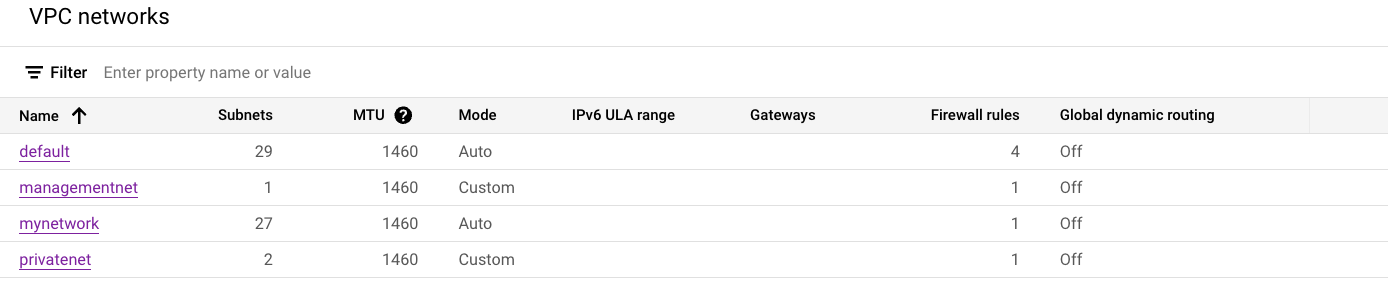 VPC networks
Filter Enter property name or value
Name Subnets MTU Mode IPv6 ULA range Gateways Firewall rules Global dynamic routing
default 29 1460 Auto 4 Off
managementnet 1 1460 Custom 1 Off
mynetwork 27 1460 Auto 1 Off
privatenet 2 1460 Custom 1 Off